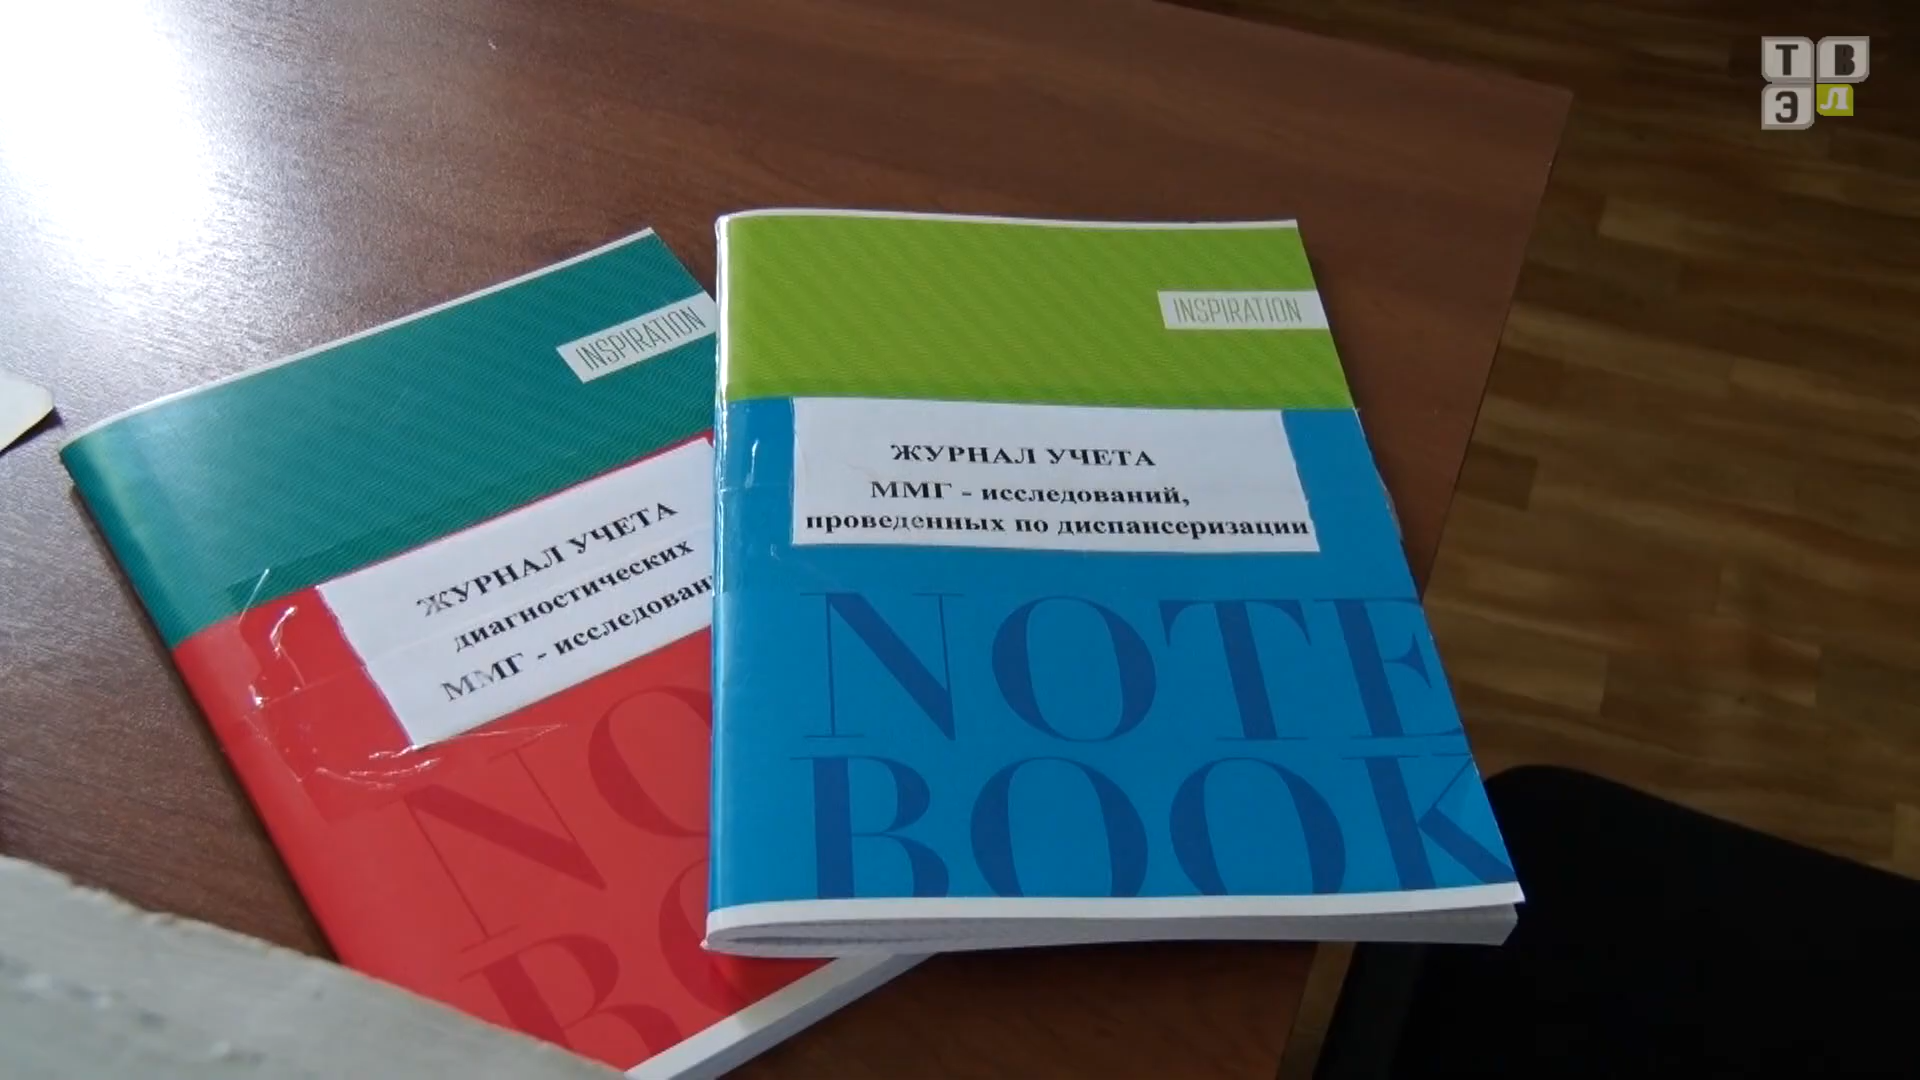 ТВ
ЭЛ
INSPIRATION
ЖУРНАЛ УЧЕТА
диагностических
ММГ - исследован
NO
BO
INSPIRATION
ЖУРНАЛ УЧЕТА
ММГ - исследований,
проведенных по диспансеризации
NOTE
BOOK